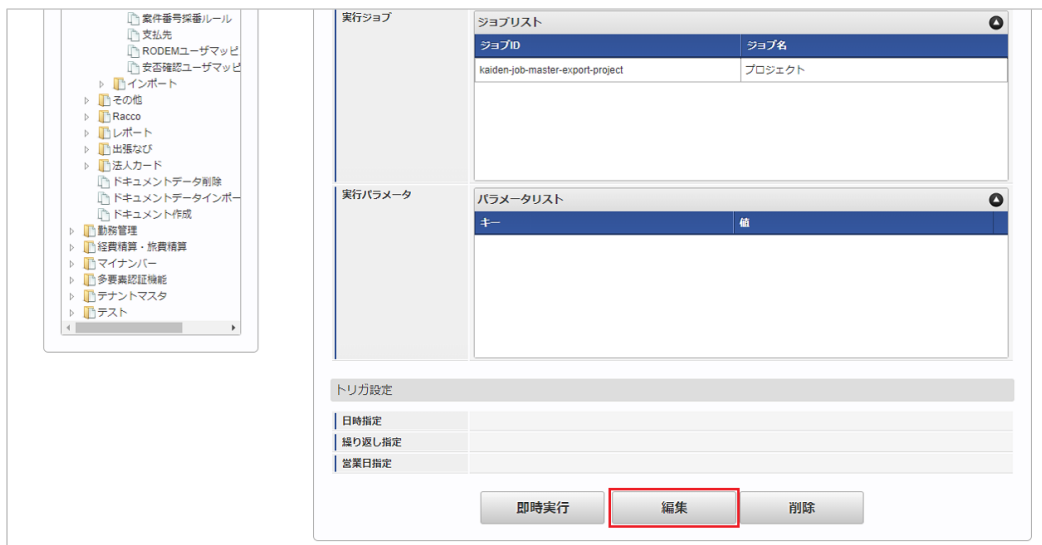 案件番号採番ルール
支払先
RODEMユーザマッピ
安否確認ユーザマッピ
インポート
その他
Racco
レポート
出張なび
法人カード
ドキュメントデータ削除
ドキュメントデータインポー
ドキュメント作成
勤務管理
経費精算・旅費精算
マイナンバー
多要素認証機能
テナントマスタ
テスト
実行ジョブ
ジョブリスト
ジョブID ジョブ名
kaiden-job-master-export-project プロジェクト
実行パラメータ
パラメータリスト
キー 値
トリガ設定
日時指定
繰り返し指定
営業日指定
即時実行 編集 削除